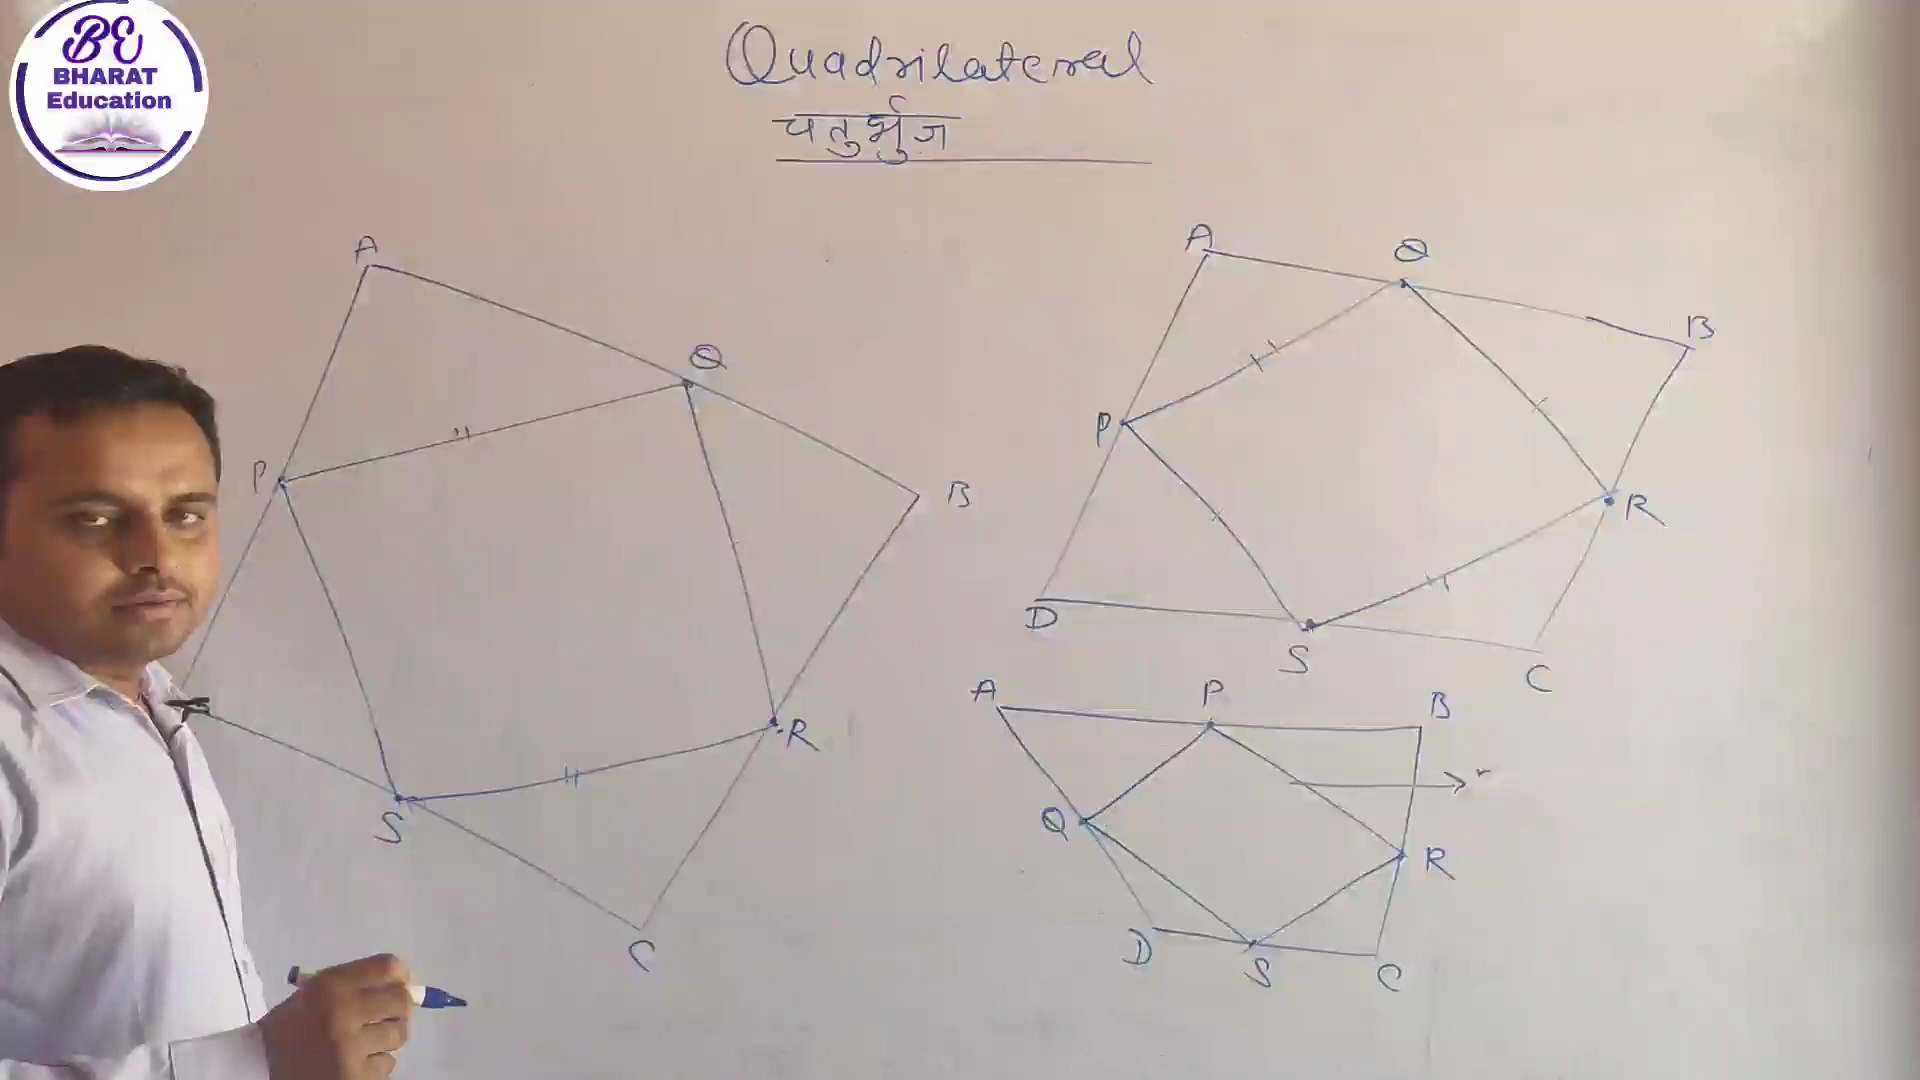 BE
BHARAT
Education
Quadrilateral
चतुर्भुज
A
Q
P
B
R
S
C
A
Q
B
P
R
D
S
C
A
P
B
Q
R
D
S
C